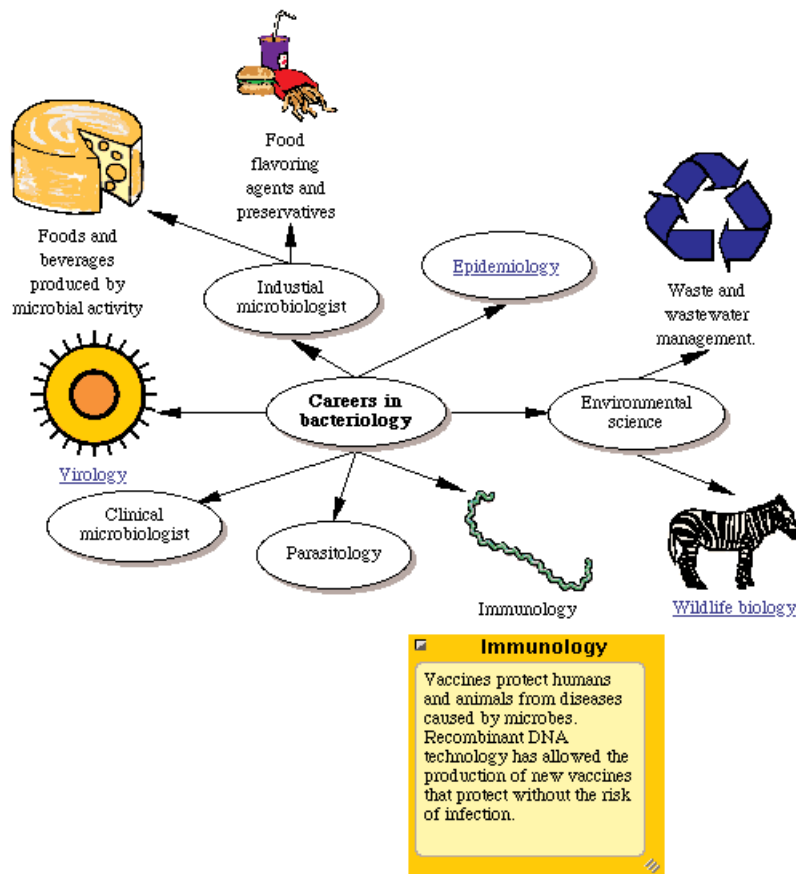 Food
flavoring
agents and
preservatives
Foods and
beverages
produced by
microbial activity
Industial
microbiologist
Epidemiology
Waste and
wastewater
management.
Careers in
bacteriology
Environmental
science
Virology
Clinical
microbiologist
Parasitology
Immunology
Wildlife biology
Immunology
Vaccines protect humans
and animals from diseases
caused by microbes.
Recombinant DNA
technology has allowed the
production of new vaccines
that protect without the risk
of infection.